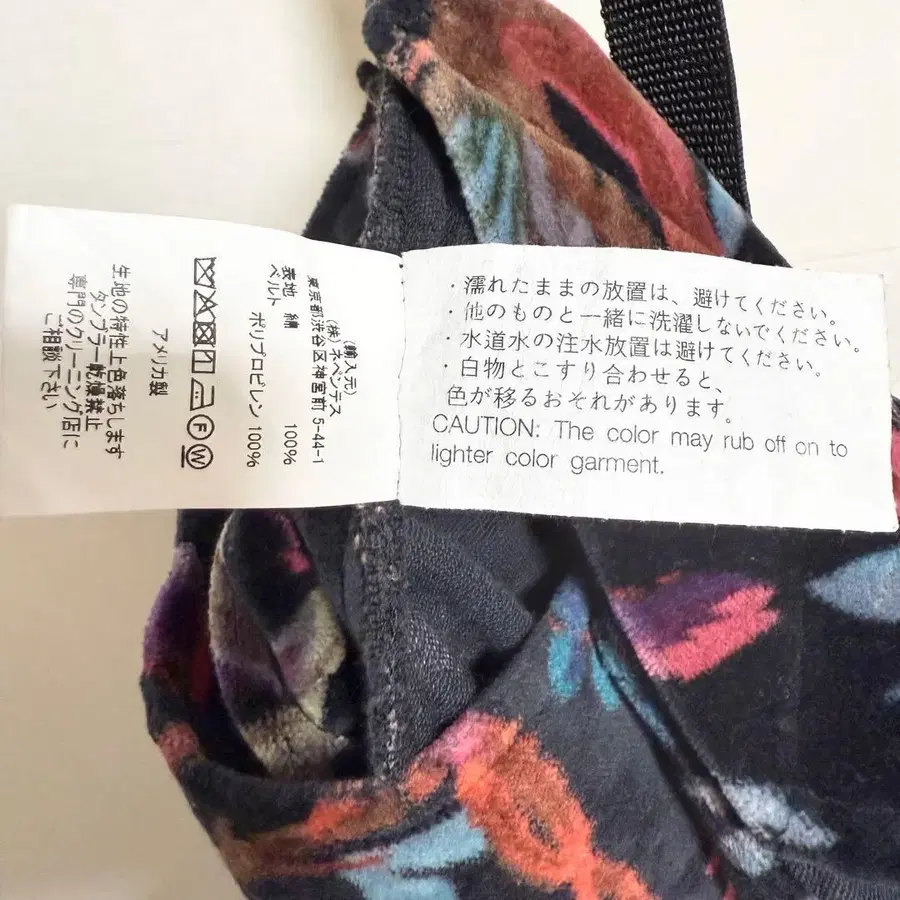 (輸入元)
(株)ネペンテス
東京都渋谷区神宮前 5-44-1
表地 綿 100%
ベルト ポリプロピレン 100%
F W
アメリカ製
生地の特性上色落ちします
タンブラー乾燥禁止
専門のクリーニング店に
ご相談下さい
・濡れたままの放置は、避けてください。
・他のものと一緒に洗濯しないでください。
・水道水の注水放置は避けてください。
・白物とこすり合わせると、
色が移るおそれがあります。
CAUTION: The color may rub off on to
lighter color garment.